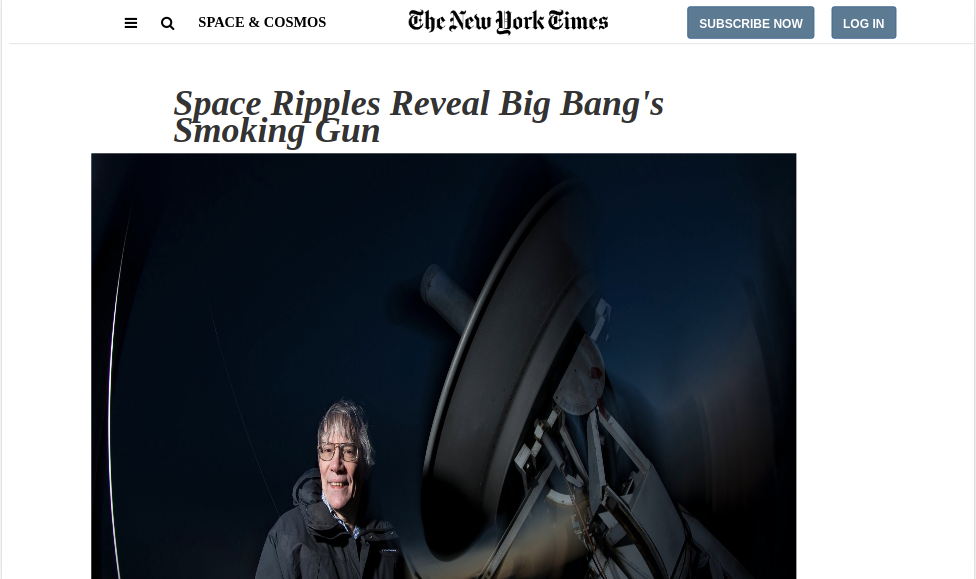 SPACE & COSMOS
The New York Times
SUBSCRIBE NOW
LOG IN
Space Ripples Reveal Big Bang's
Smoking Gun